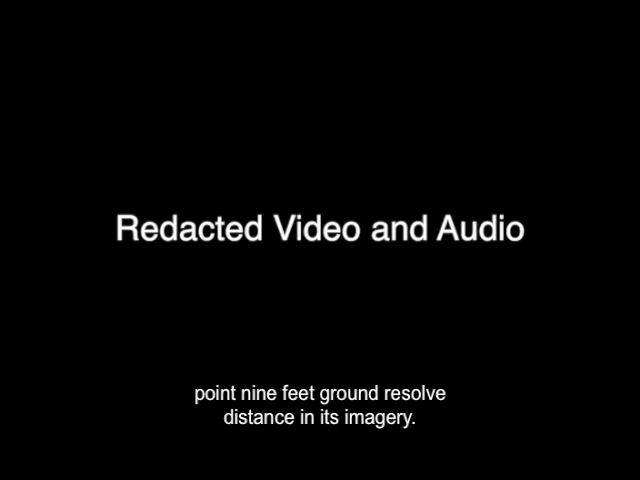 Redacted Video and Audio
point nine feet ground resolve
distance in its imagery.